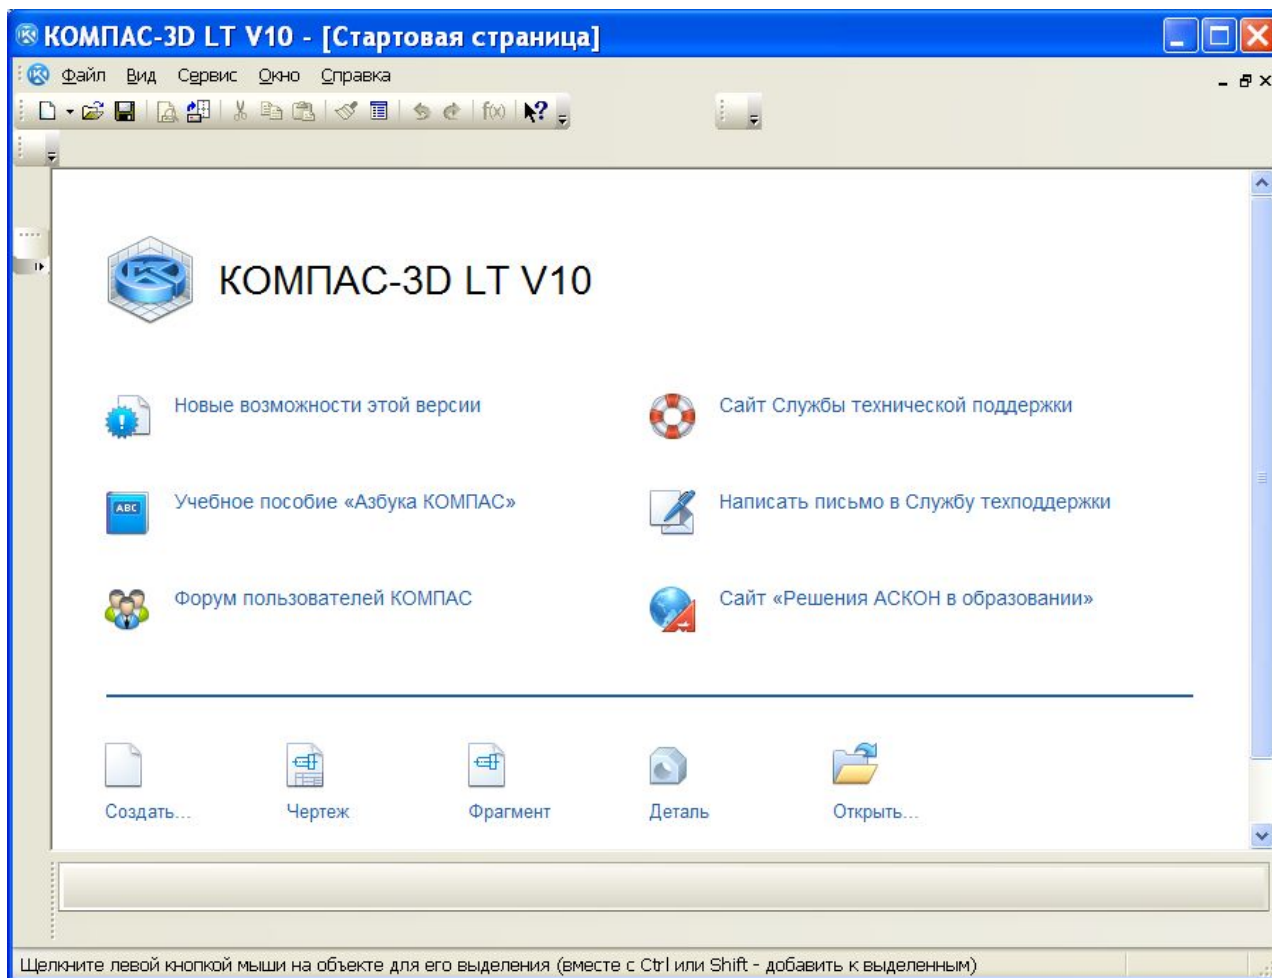 КОМПАС-3D LT V10 - [Стартовая страница]
Файл Вид Сервис Окно Справка
f(x) ?
КОМПАС-3D LT V10
Новые возможности этой версии
Сайт Службы технической поддержки
ABC
Учебное пособие «Азбука КОМПАС»
Написать письмо в Службу техподдержки
Форум пользователей КОМПАС
Сайт «Решения АСКОН в образовании»
Создать... Чертеж Фрагмент Деталь Открыть...
Щелкните левой кнопкой мыши на объекте для его выделения (вместе с Ctrl или Shift - добавить к выделенным)